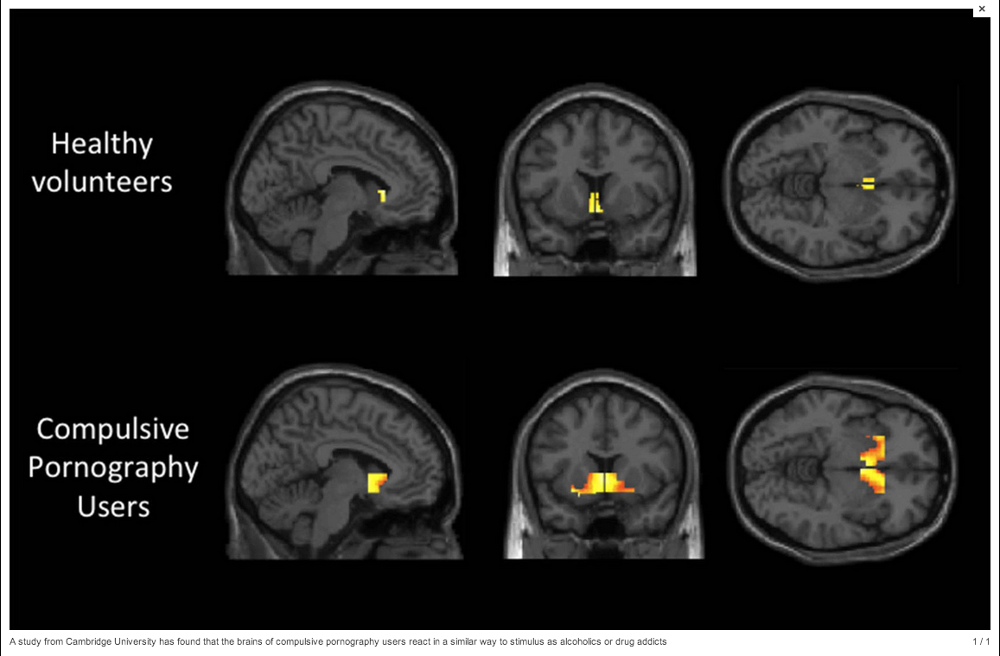 ×
Healthy
volunteers
Compulsive
Pornography
Users
A study from Cambridge University has found that the brains of compulsive pornography users react in a similar way to stimulus as alcoholics or drug addicts
1 / 1